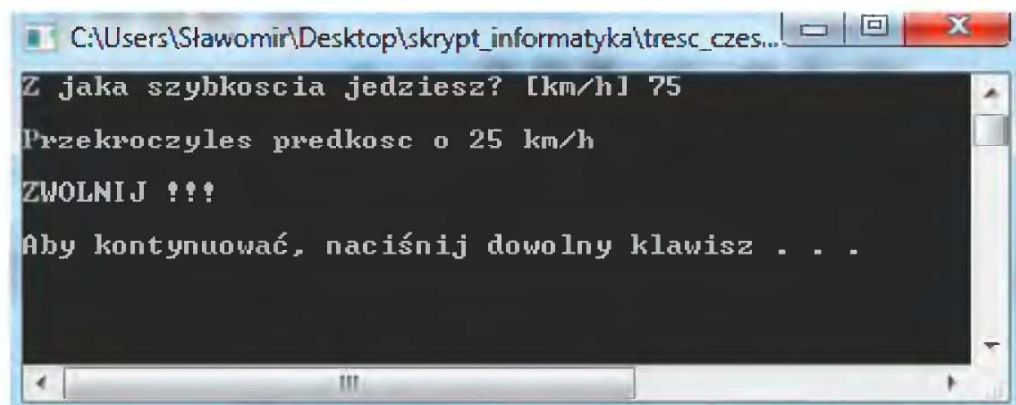 C:\Users\Sławomir\Desktop\skrypt_informatyka\tresc_czes...
Z jaka szybkoscia jedziesz? [km/h] 75
Przekroczyles predkosc o 25 km/h
ZWOLNIJ !!!
Aby kontynuować, naciśnij dowolny klawisz . . .